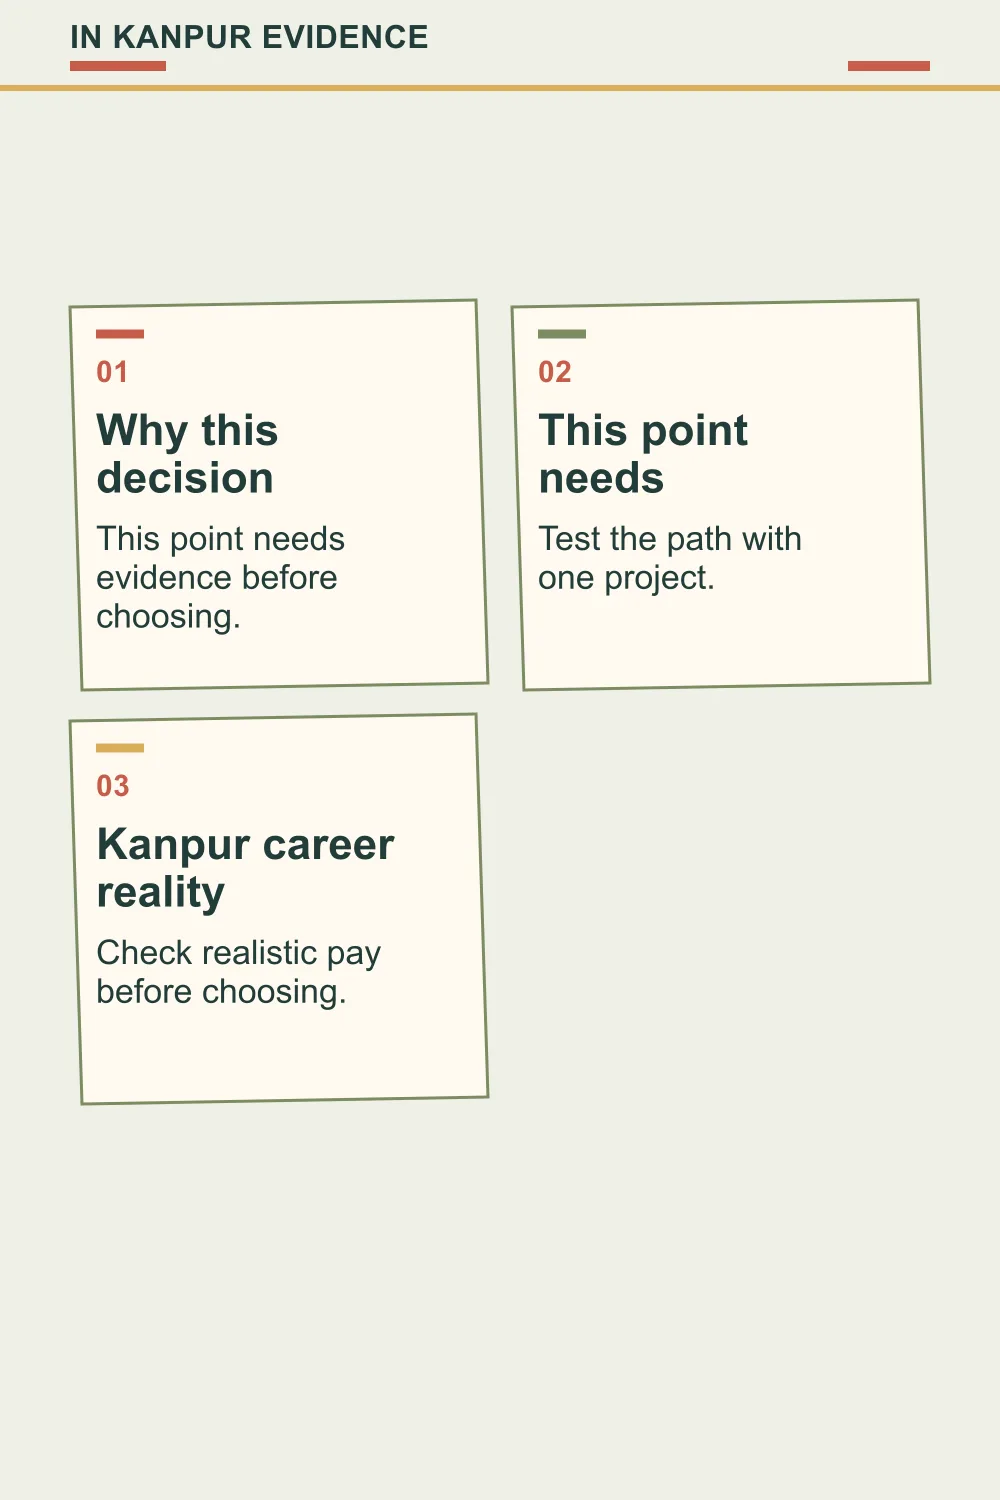 IN KANPUR EVIDENCE
01
Why this
decision
This point needs
evidence before
choosing.
02
This point
needs
Test the path with
one project.
03
Kanpur career
reality
Check realistic pay
before choosing.